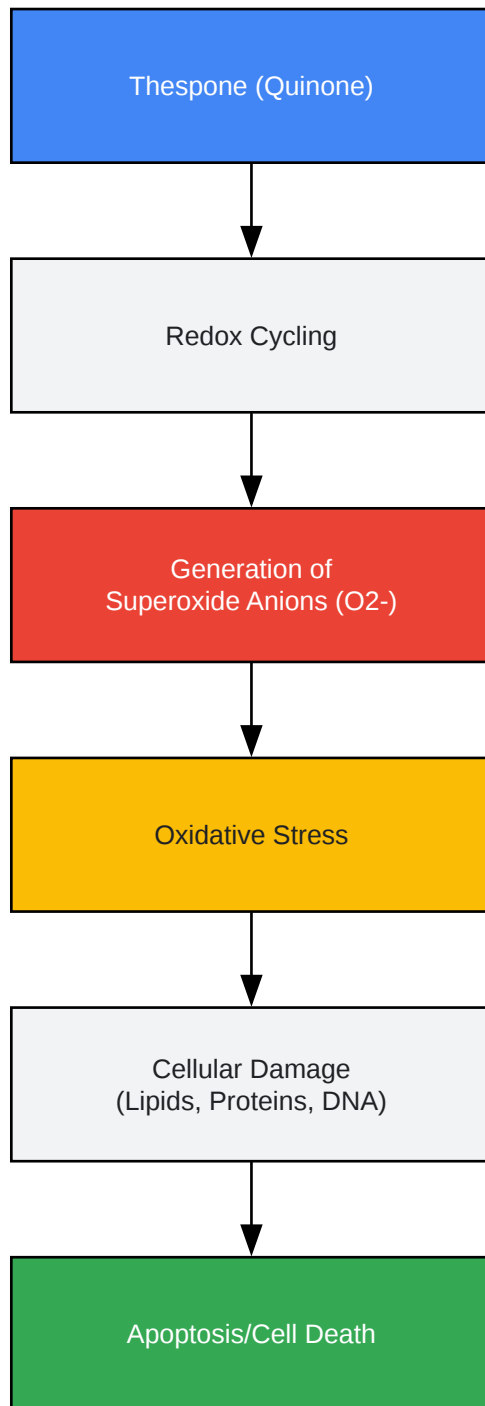 Thespone (Quinone)
Redox Cycling
Generation of
Superoxide Anions (O2-)
Oxidative Stress
Cellular Damage
(Lipids, Proteins, DNA)
Apoptosis/Cell Death